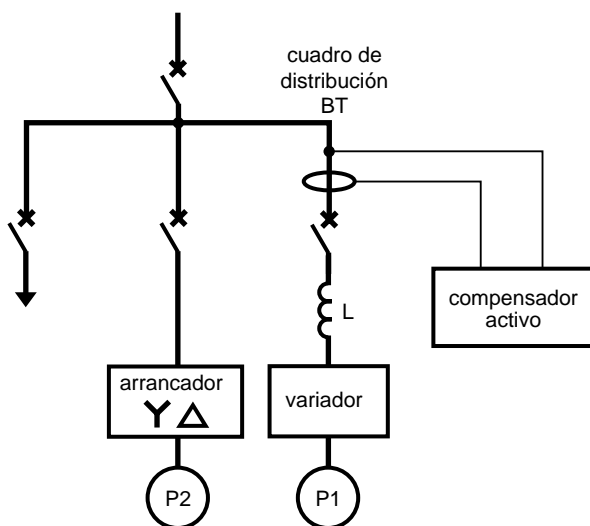 cuadro de
distribución
BT
compensador
activo
L
arrancador
variador
P2
P1